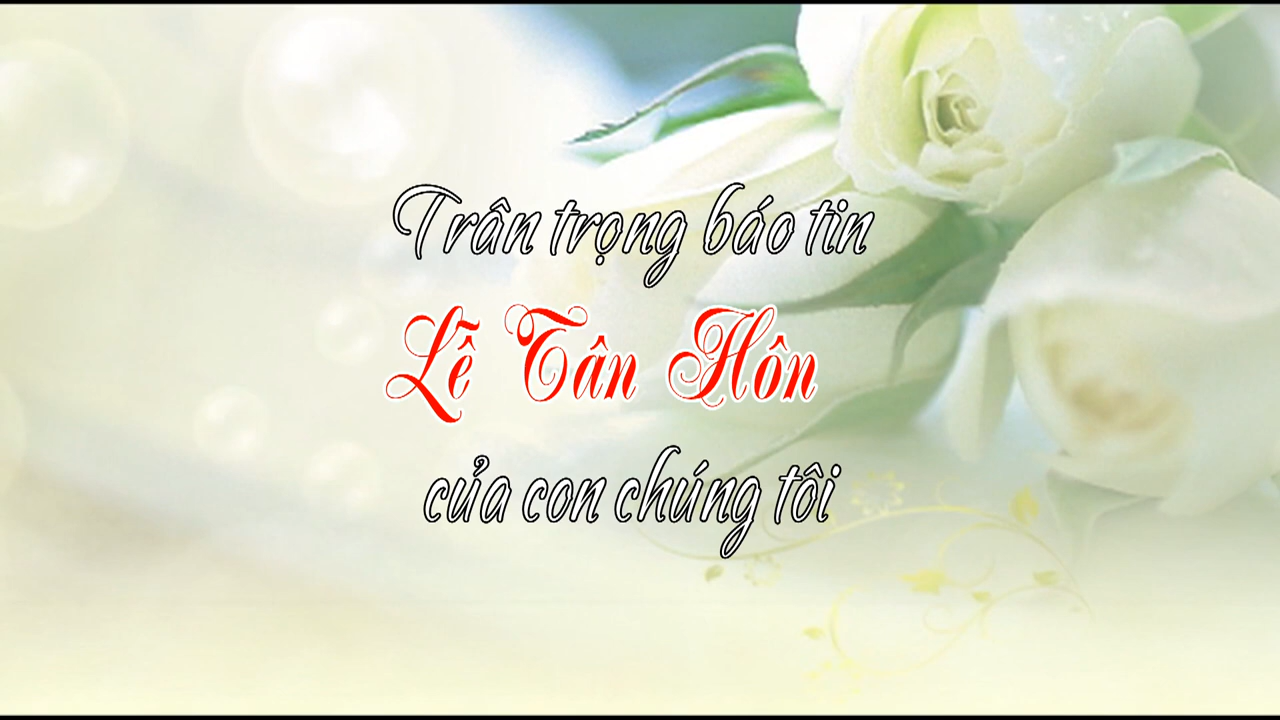 Trân trọng báo tin
Lễ Tân Hôn
của con chúng tôi